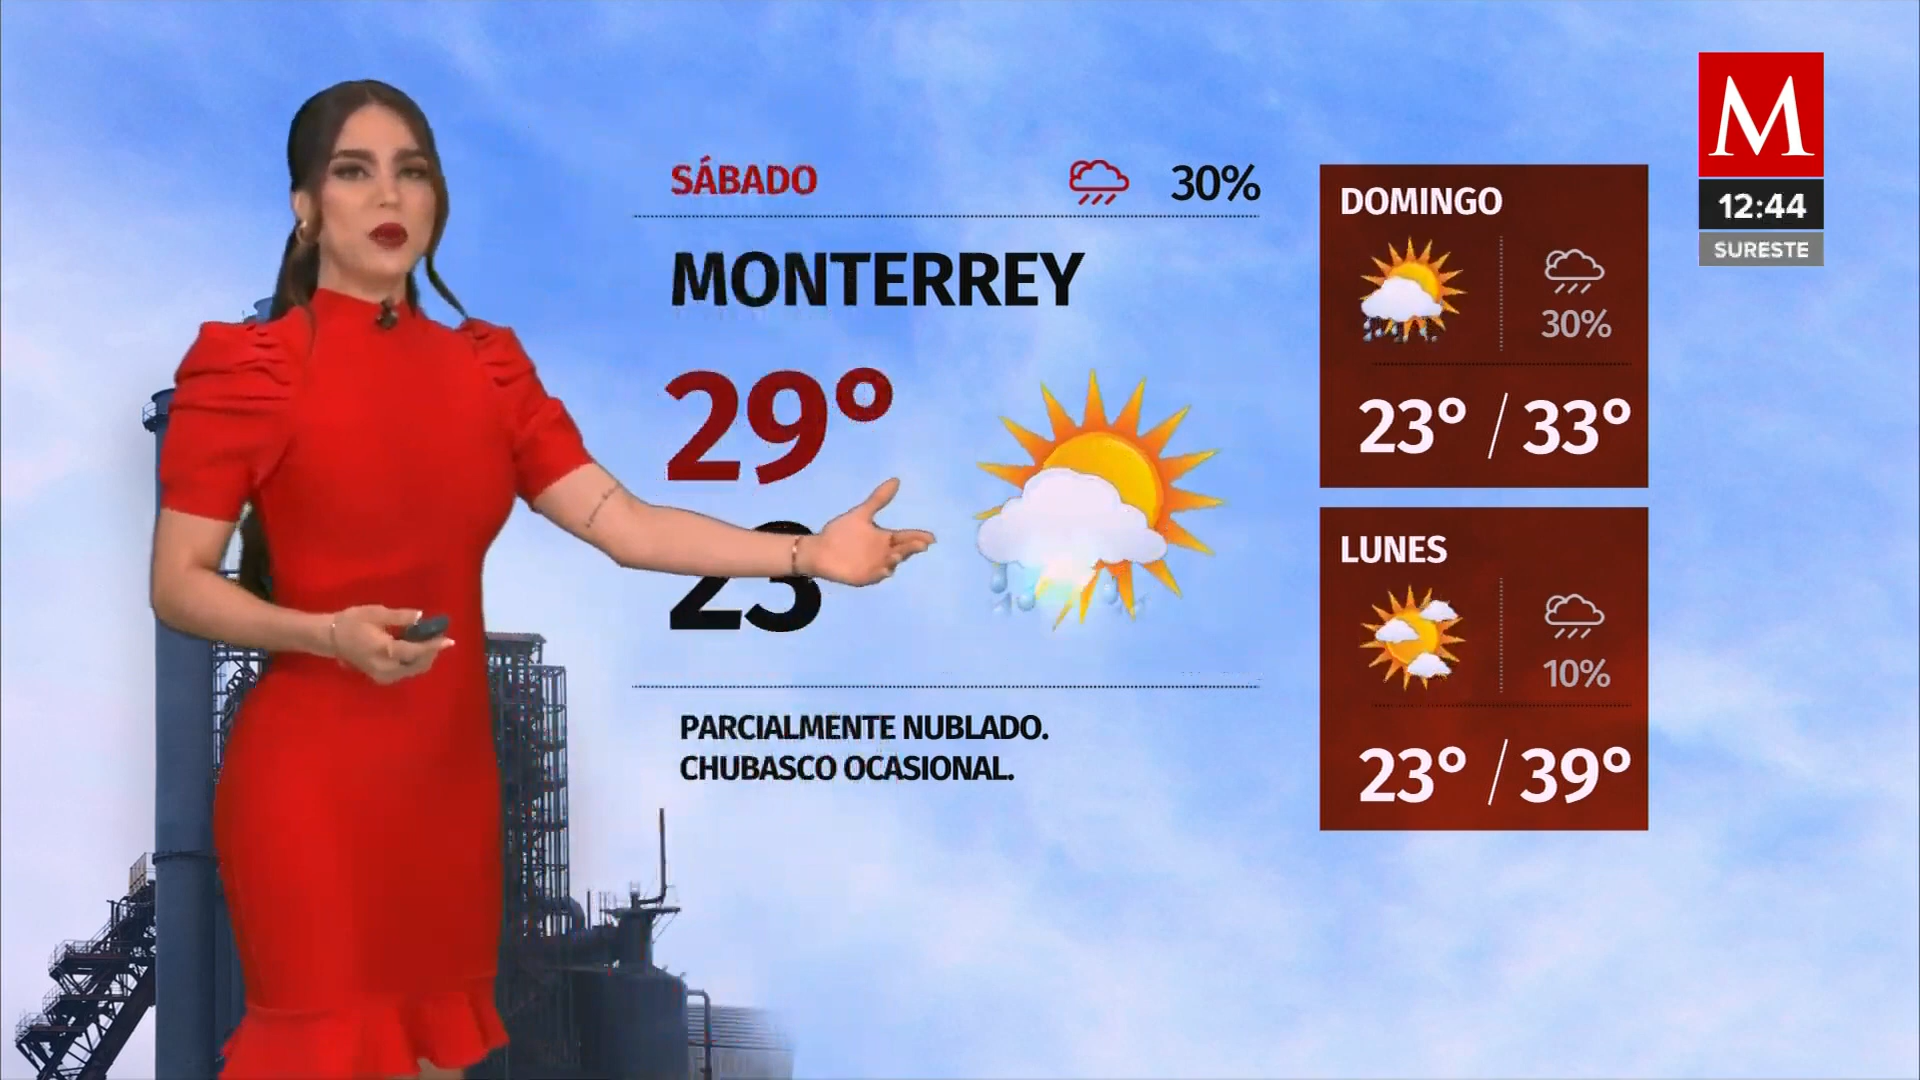 SÁBADO 30%
MONTERREY
29°
23
PARCIALMENTE NUBLADO.
CHUBASCO OCASIONAL.
DOMINGO
30%
23° / 33°
LUNES
10%
23° / 39°
M
12:44
SURESTE